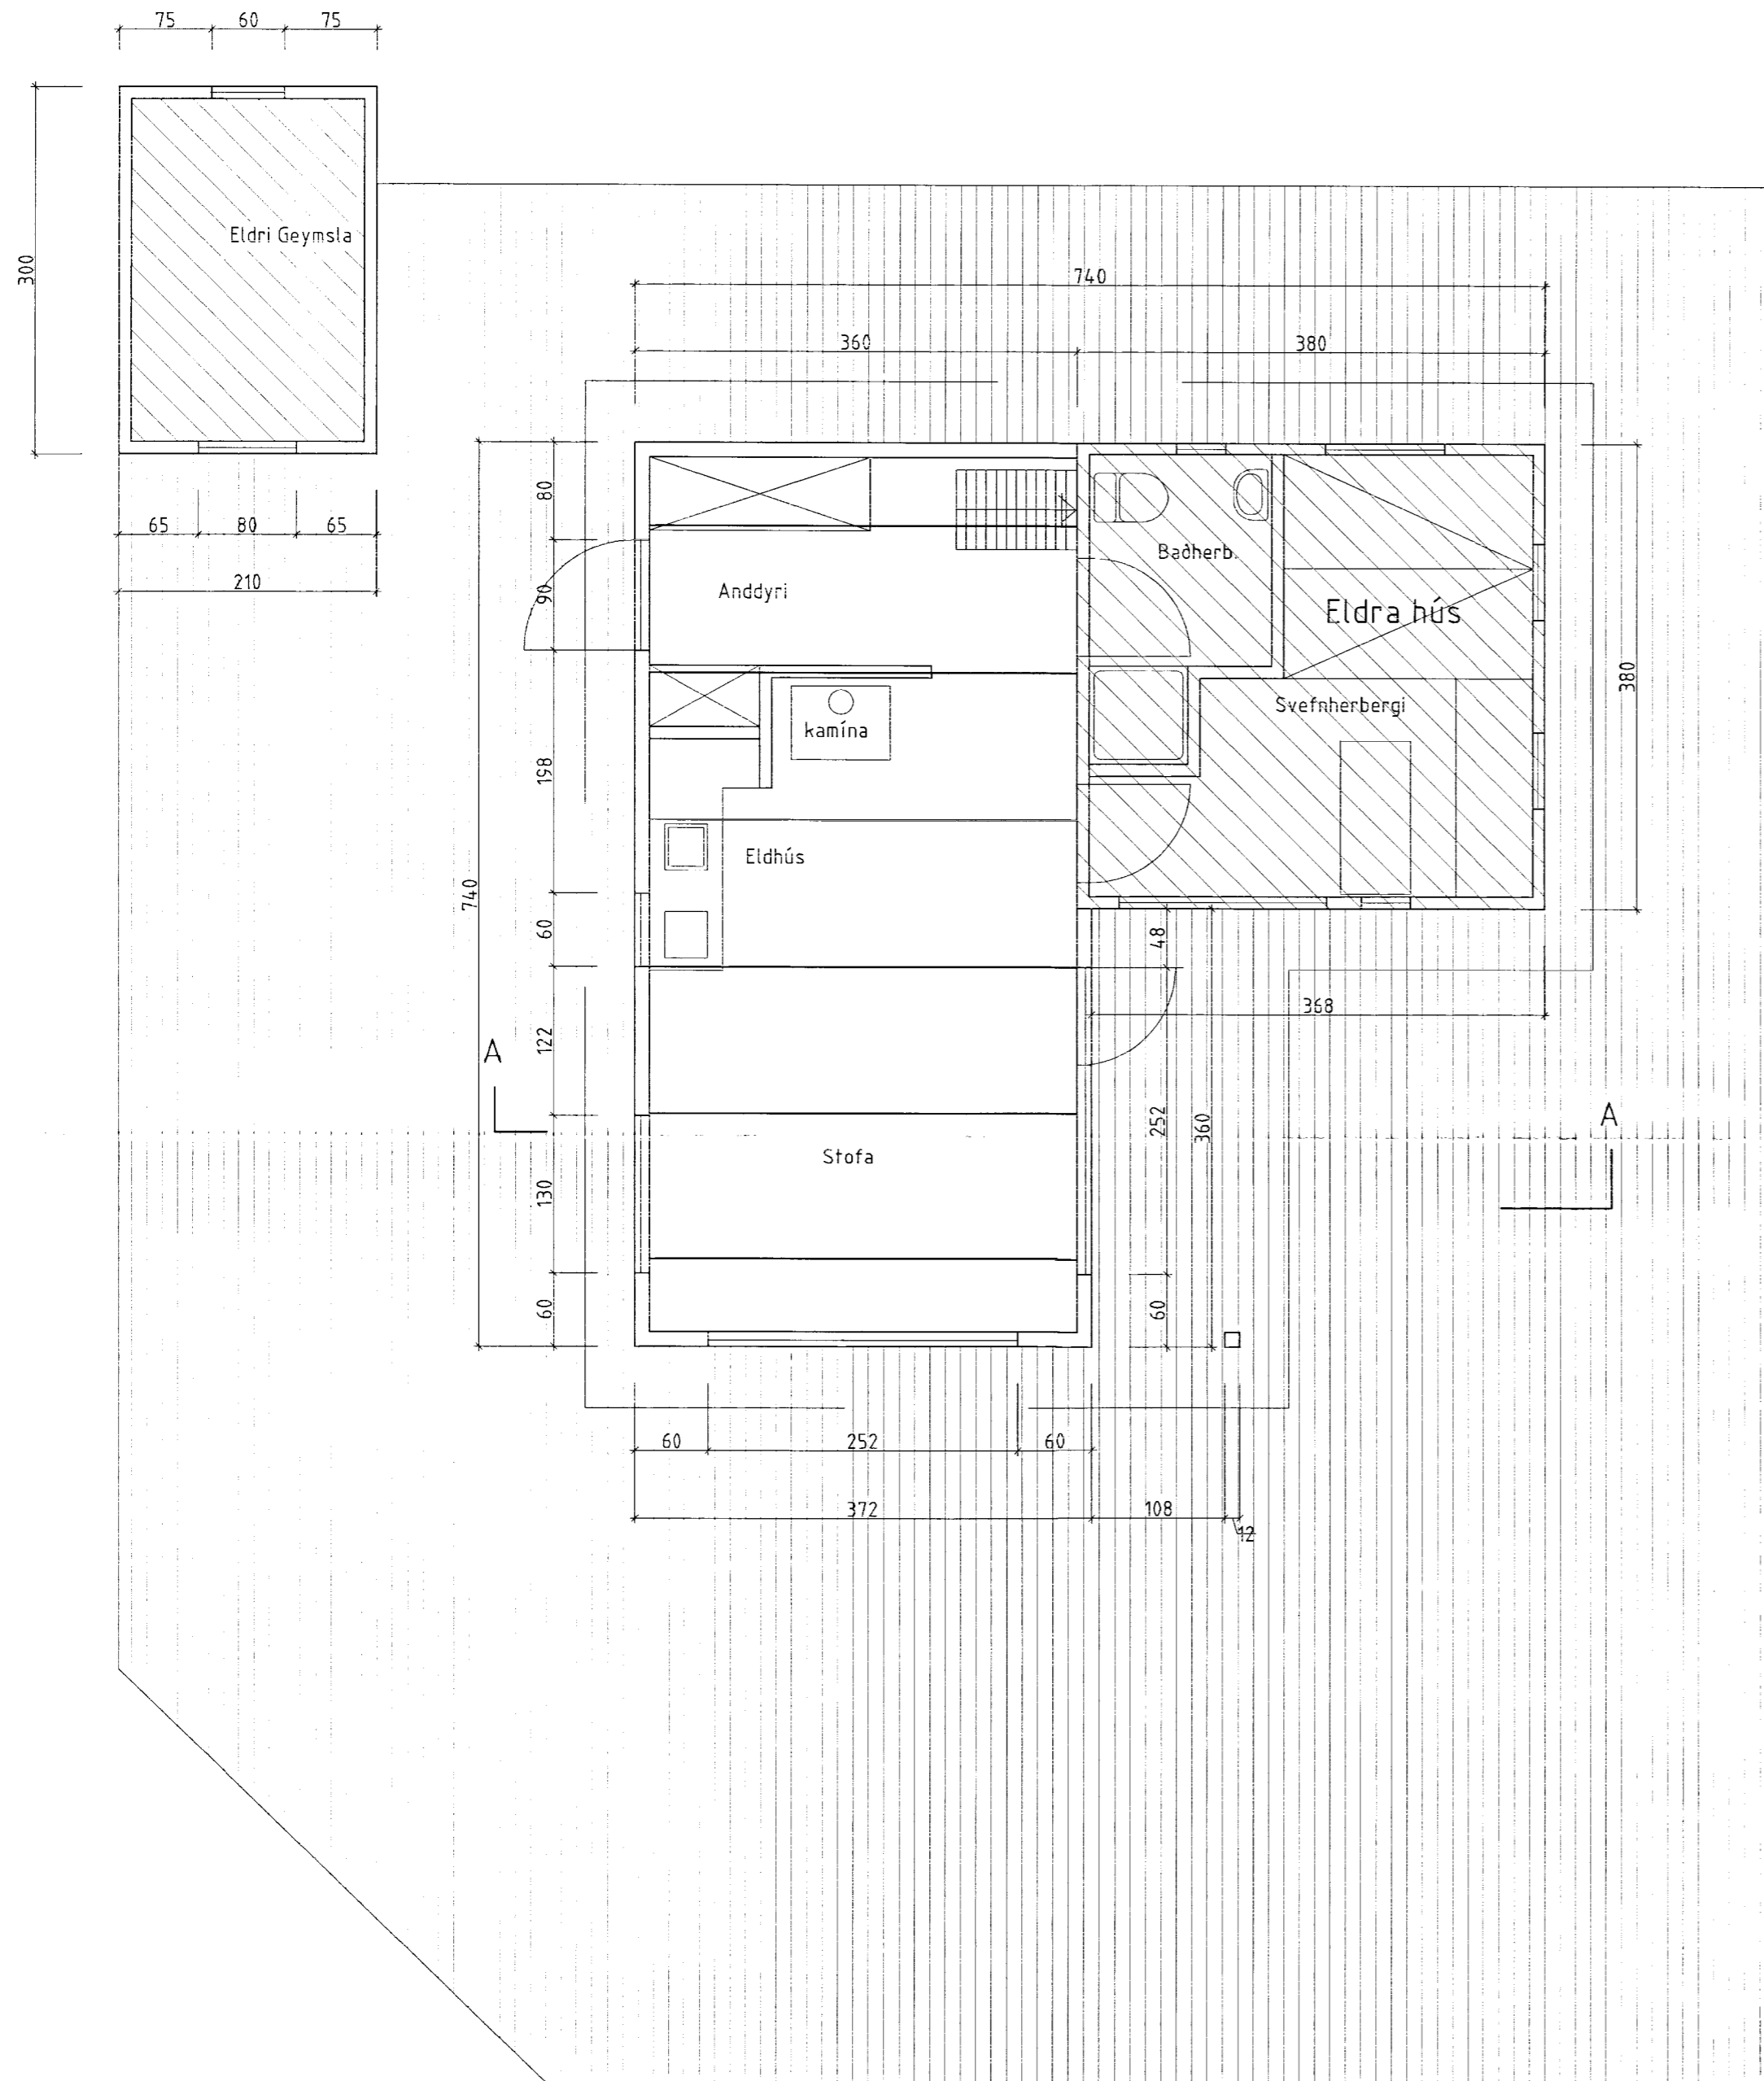 75 60 75
300
Eldri Geymsla
65 80 65
210
740
360 380
80
90
198
60
122
130
60
740
Anddyri
Baðherb.
Eldra hús
Svefnherbergi
kamína
Eldhús
380
48
368
252
360
60
A
A
Stofa
60 252 60
372 108
12